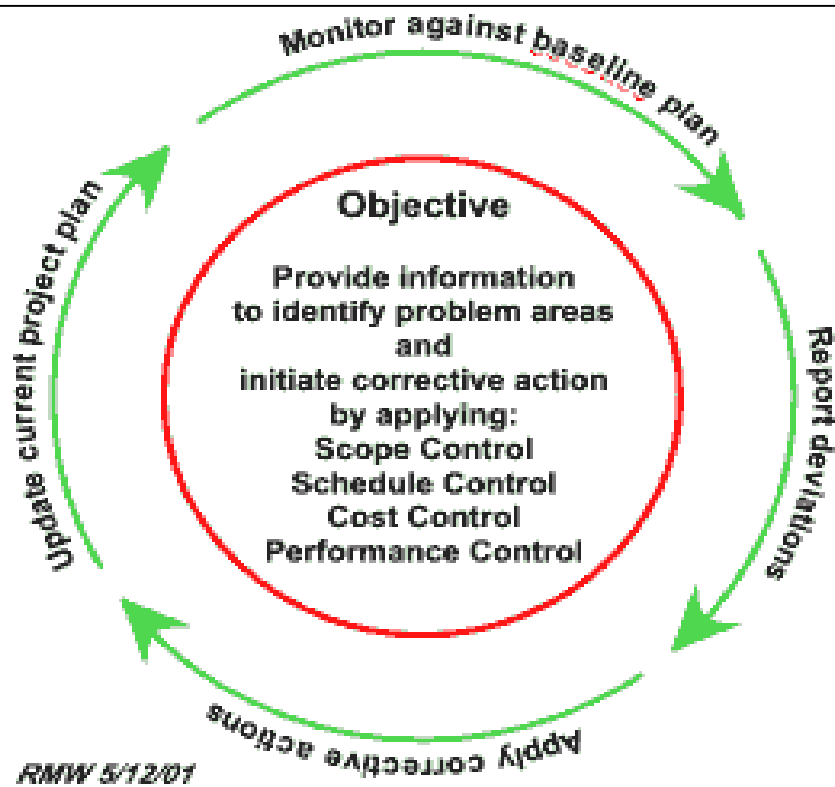 Monitor against baseline plan
Report deviations
Apply corrective actions
Update current project plan
Objective
Provide information
to identify problem areas
and
initiate corrective action
by applying:
Scope Control
Schedule Control
Cost Control
Performance Control
RMW 5/12/01